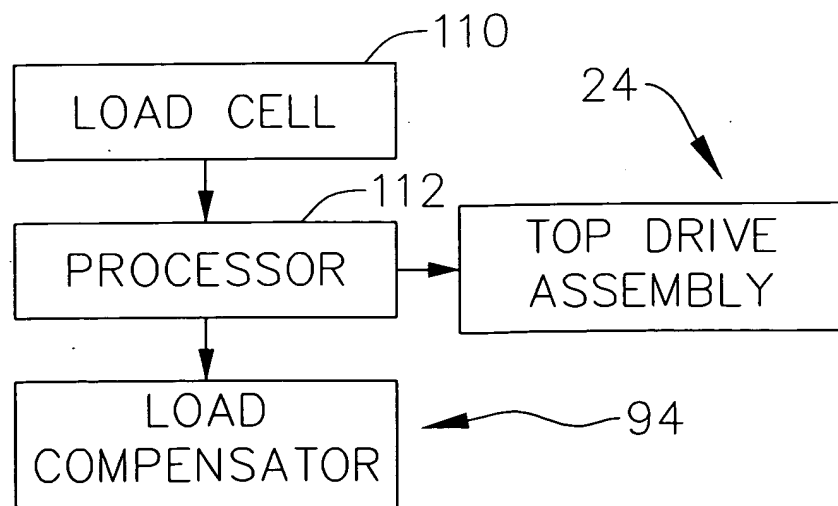 110
LOAD CELL
24
112
PROCESSOR
TOP DRIVE
ASSEMBLY
LOAD
COMPENSATOR
94